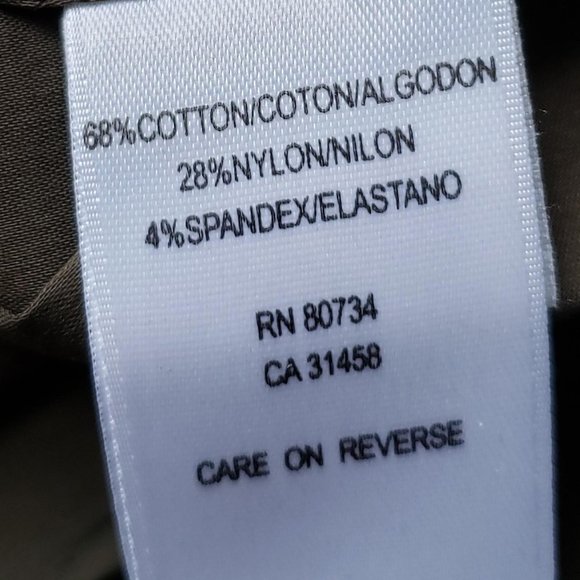 68%COTTON/COTON/ALGODON
28%NYLON/NILON
4%SPANDEX/ELASTANO
RN 80734
CA 31458
CARE ON REVERSE